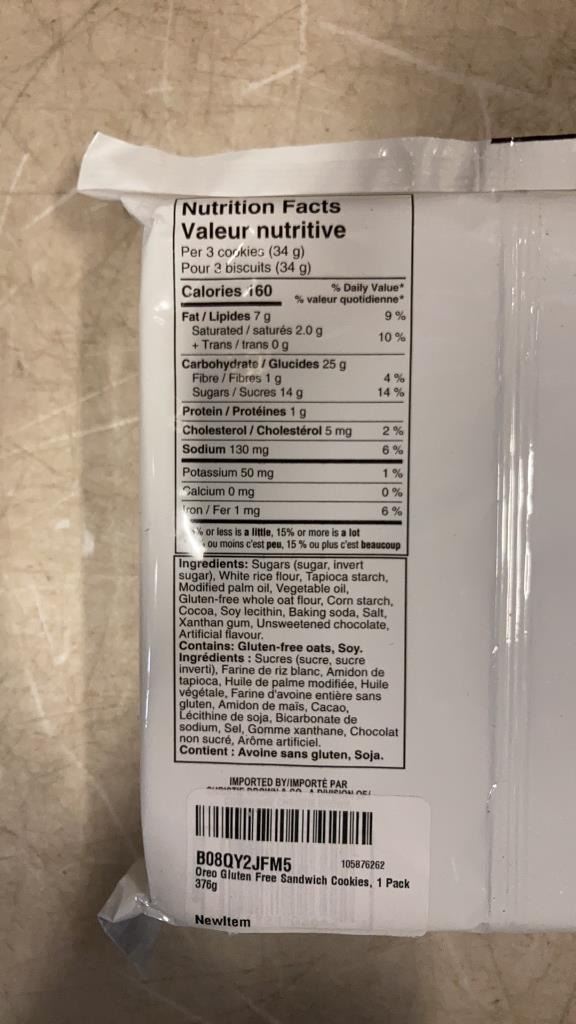 Nutrition Facts
Valeur nutritive
Per 3 cookies (34 g)
Pour 3 biscuits (34 g)
Calories 160
% Daily Value*
% valeur quotidienne*
Fat / Lipides 7 g 9 %
Saturated / saturés 2.0 g
+ Trans / trans 0 g 10 %
Carbohydrate / Glucides 25 g
Fibre / Fibres 1 g 4 %
Sugars / Sucres 14 g 14 %
Protein / Protéines 1 g
Cholesterol / Cholestérol 5 mg 2 %
Sodium 130 mg 6 %
Potassium 50 mg 1 %
Calcium 0 mg 0 %
Iron / Fer 1 mg 6 %
% or less is a little, 15% or more is a lot
ou moins c'est peu, 15 % ou plus c'est beaucoup
Ingredients: Sugars (sugar, invert
sugar), White rice flour, Tapioca starch,
Modified palm oil, Vegetable oil,
Gluten-free whole oat flour, Corn starch,
Cocoa, Soy lecithin, Baking soda, Salt,
Xanthan gum, Unsweetened chocolate,
Artificial flavour.
Contains: Gluten-free oats, Soy.
Ingrédients : Sucres (sucre, sucre
inverti), Farine de riz blanc, Amidon de
tapioca, Huile de palme modifiée, Huile
végétale, Farine d'avoine entière sans
gluten, Amidon de maïs, Cacao,
Lécithine de soja, Bicarbonate de
sodium, Sel, Gomme xanthane, Chocolat
non sucré, Arôme artificiel.
Contient : Avoine sans gluten, Soja.
IMPORTED BY/IMPORTÉ PAR
B08QY2JFM5 105876262
Oreo Gluten Free Sandwich Cookies, 1 Pack
376g
NewItem